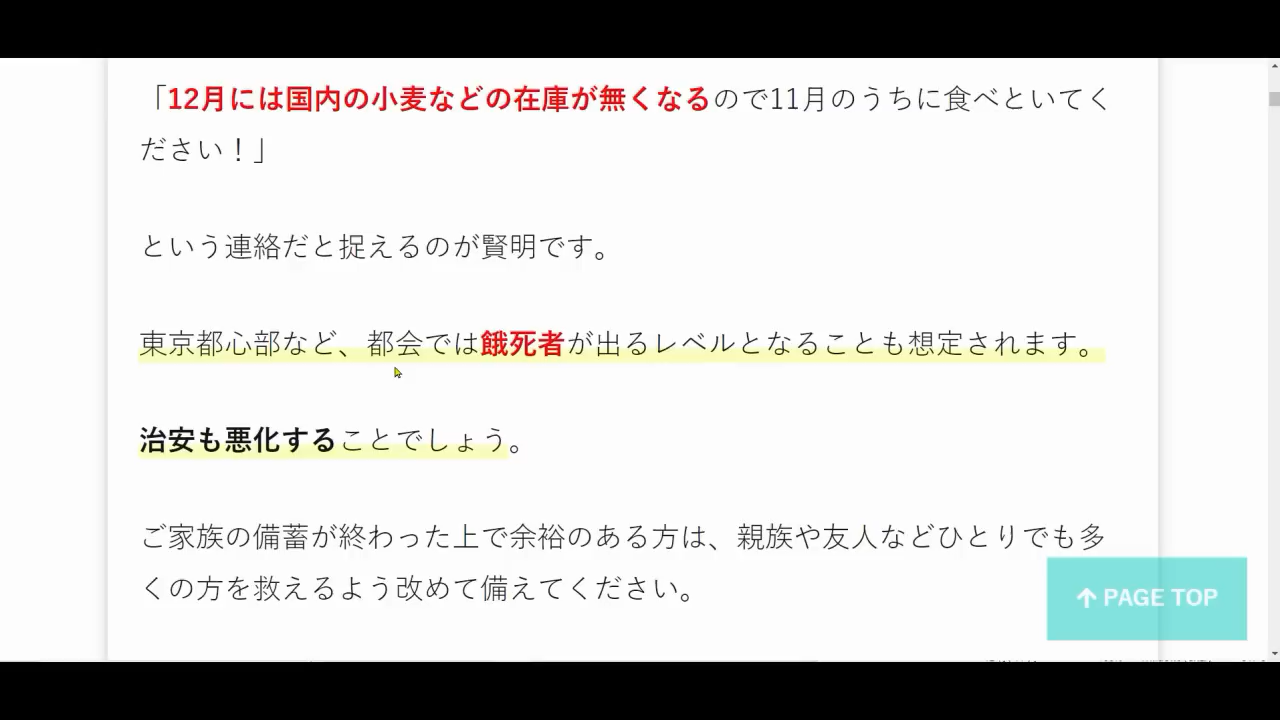 「12月には国内の小麦などの在庫が無くなるので11月のうちに食べといてく
ださい！」
という連絡だと捉えるのが賢明です。
東京都心部など、都会では餓死者が出るレベルとなることも想定されます。
治安も悪化することでしょう。
ご家族の備蓄が終わった上で余裕のある方は、親族や友人などひとりでも多
くの方を救えるよう改めて備えてください。
↑ PAGE TOP